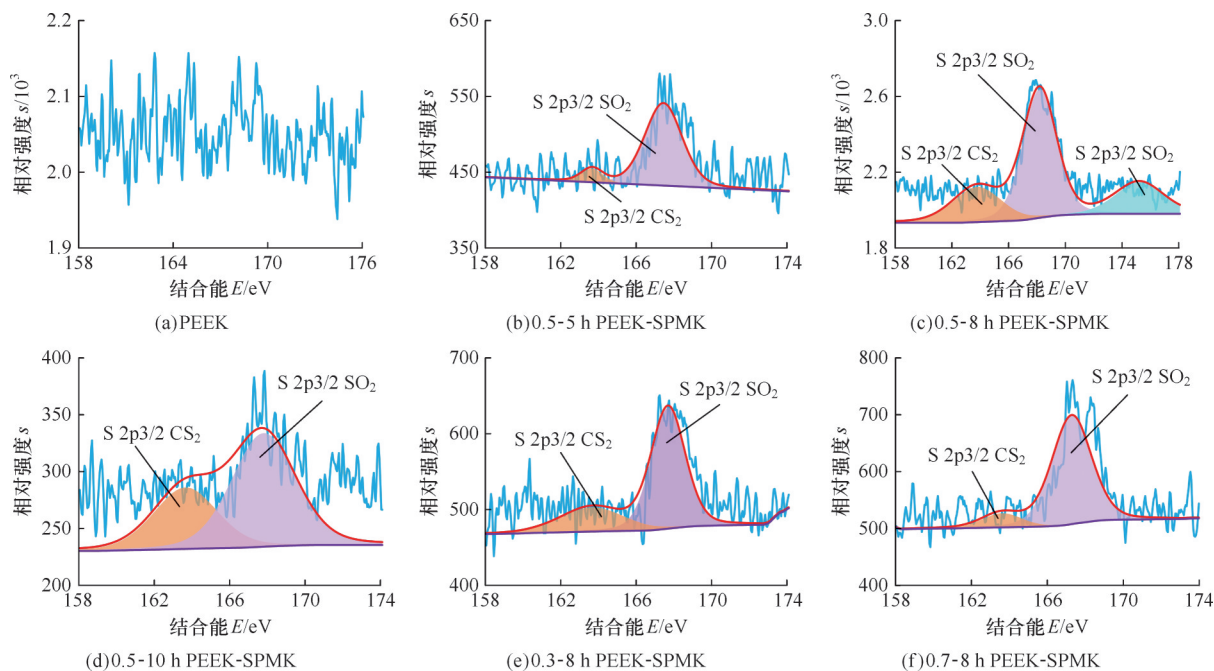 2.2
2.1
2.0
1.9
158 164 170 176
相对强度 s/10³
结合能 E/eV
(a)PEEK
650
550
450
350
158 162 166 170 174
相对强度 s
结合能 E/eV
S 2p3/2 SO₂
S 2p3/2 CS₂
(b)0.5-5 h PEEK-SPMK
3.0
2.6
2.2
1.8
158 162 166 170 174 178
相对强度 s/10³
结合能 E/eV
S 2p3/2 SO₂
S 2p3/2 CS₂
S 2p3/2 SO₂
(c)0.5-8 h PEEK-SPMK
400
350
300
250
200
158 162 166 170 174
相对强度 s
结合能 E/eV
S 2p3/2 SO₂
S 2p3/2 CS₂
(d)0.5-10 h PEEK-SPMK
700
600
500
400
158 162 166 170 174
相对强度 s
结合能 E/eV
S 2p3/2 SO₂
S 2p3/2 CS₂
(e)0.3-8 h PEEK-SPMK
800
700
600
500
400
158 162 166 170 174
相对强度 s
结合能 E/eV
S 2p3/2 SO₂
S 2p3/2 CS₂
(f)0.7-8 h PEEK-SPMK